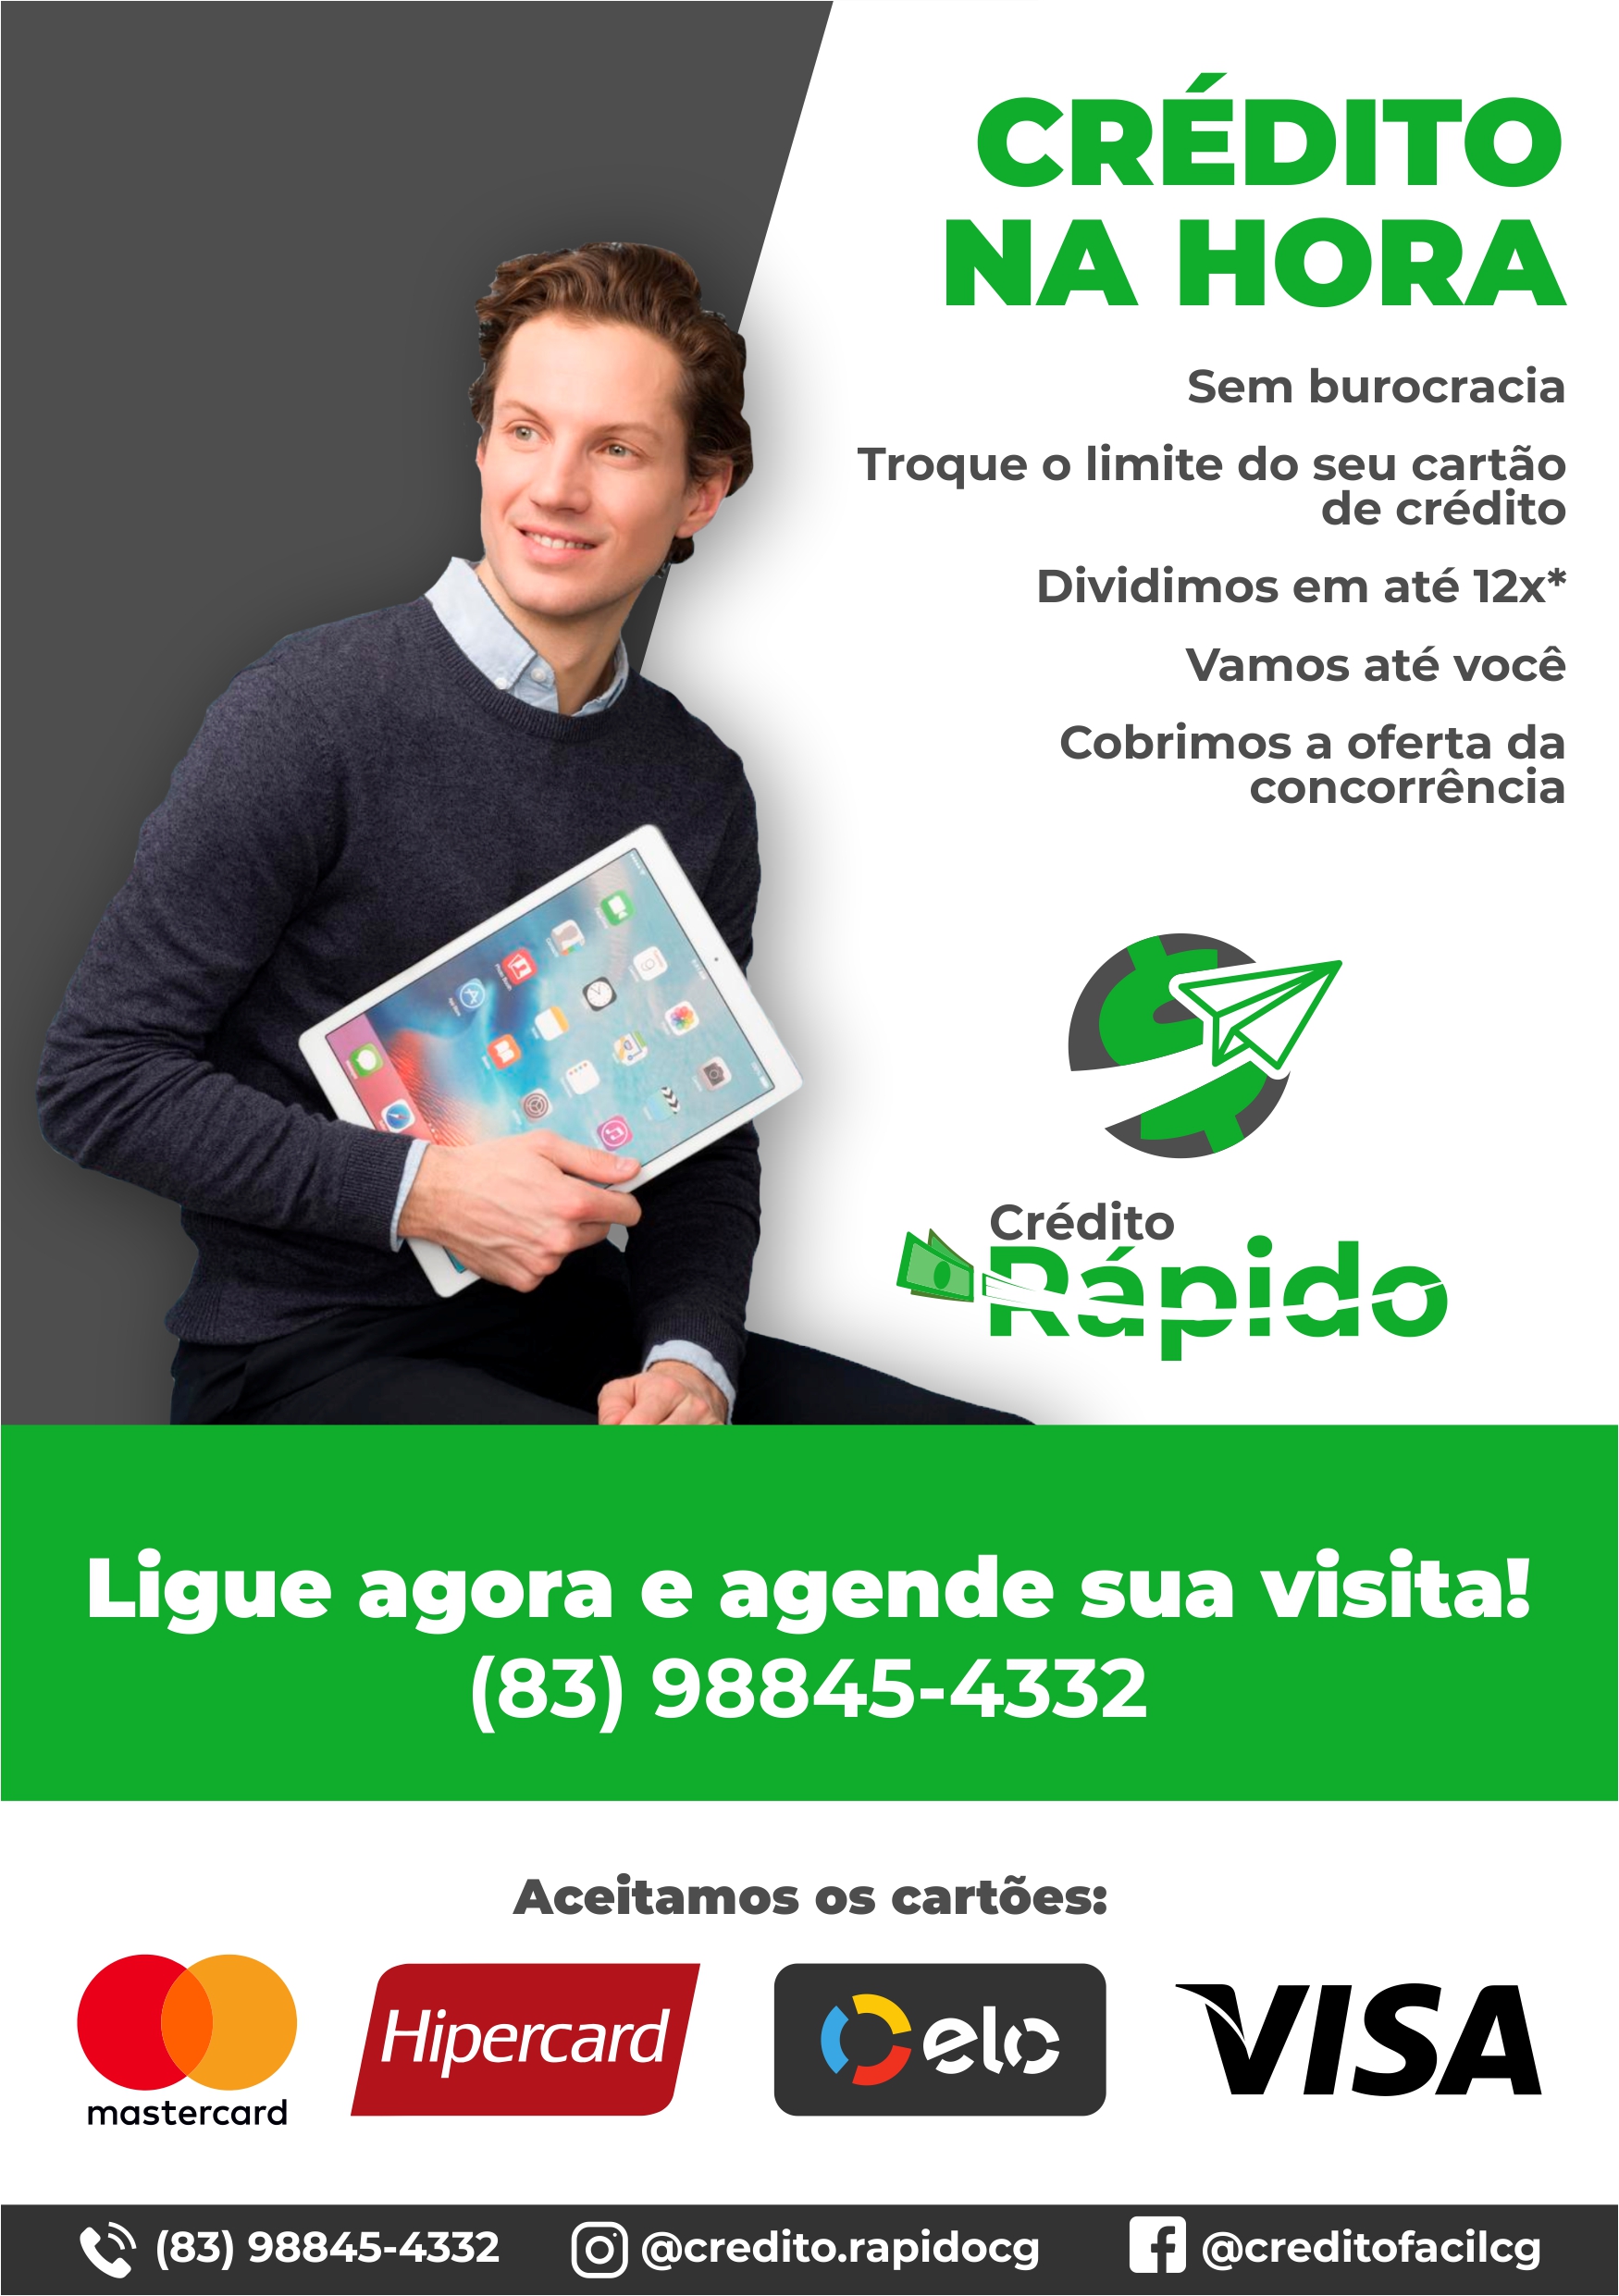 CRÉDITO
NA HORA
Sem burocracia
Troque o limite do seu cartão
de crédito
Dividimos em até 12x*
Vamos até você
Cobrimos a oferta da
concorrência
Crédito
Rápido
Ligue agora e agende sua visita!
(83) 98845-4332
Aceitamos os cartões:
mastercard
Hipercard
elo
VISA
(83) 98845-4332
@credito.rapidocg
@creditofacilcg